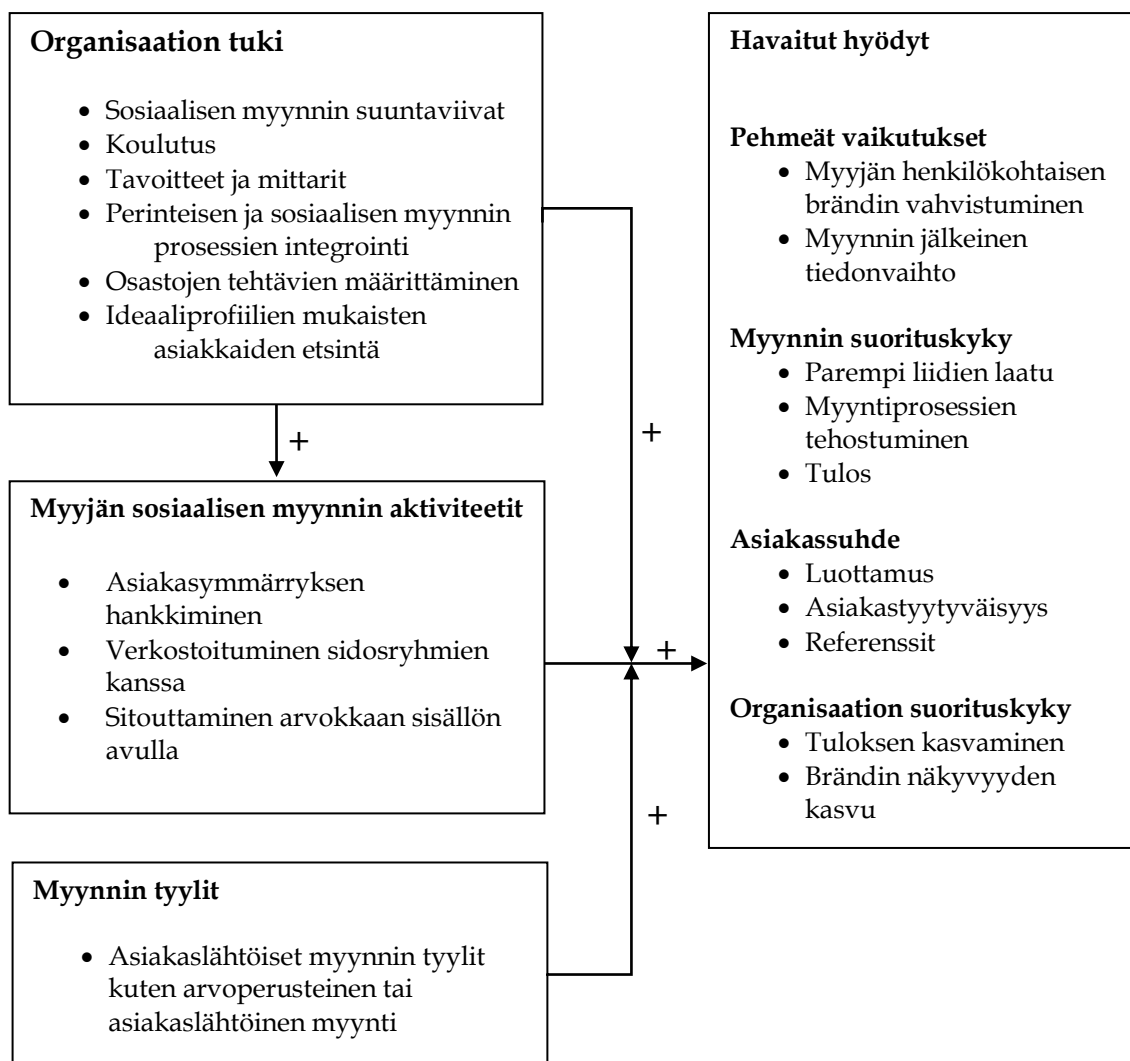 Organisaation tuki
• Sosiaalisen myynnin suuntaviivat
• Koulutus
• Tavoitteet ja mittarit
• Perinteisen ja sosiaalisen myynnin
prosessien integrointi
• Osastojen tehtävien määrittäminen
• Ideaaliprofiilien mukaisten
asiakkaiden etsintä
+
+
Myyjän sosiaalisen myynnin aktiviteetit
• Asiakasymmärryksen
hankkiminen
• Verkostoituminen sidosryhmien
kanssa
• Sitouttaminen arvokkaan sisällön
avulla
+
+
Myynnin tyylit
• Asiakaslähtöiset myynnin tyylit
kuten arvoperusteinen tai
asiakaslähtöinen myynti
Havaitut hyödyt
Pehmeät vaikutukset
• Myyjän henkilökohtaisen
brändin vahvistuminen
• Myynnin jälkeinen
tiedonvaihto
Myynnin suorituskyky
• Parempi liidien laatu
• Myyntiprosessien
tehostuminen
• Tulos
Asiakassuhde
• Luottamus
• Asiakastyytyväisyys
• Referenssit
Organisaation suorituskyky
• Tuloksen kasvaminen
• Brändin näkyvyyden
kasvu